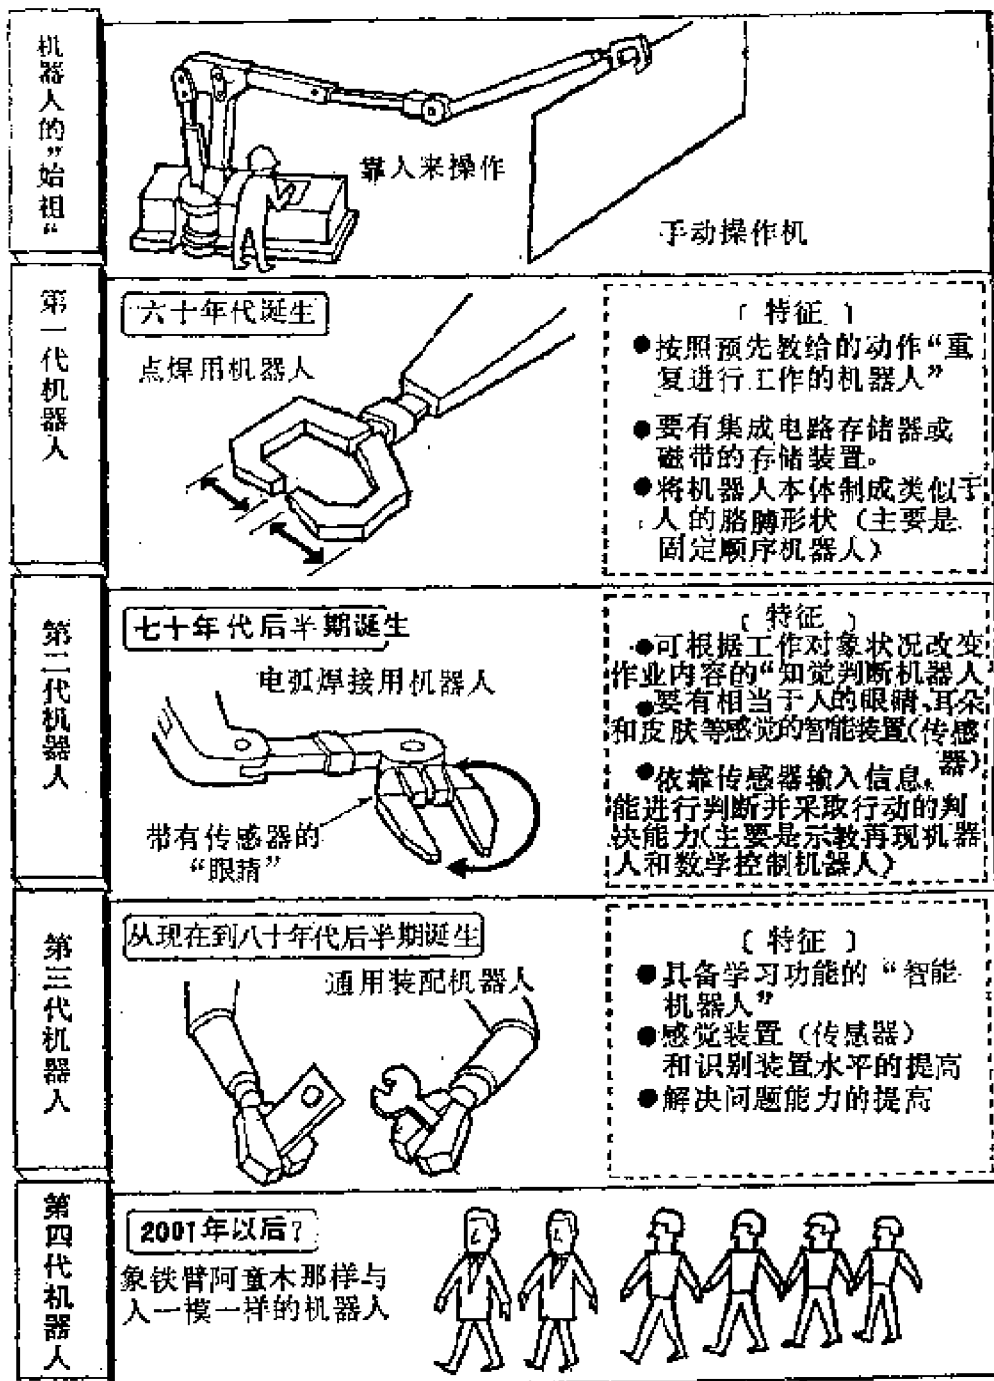 机器人的”始祖“
靠人来操作
手动操作机
第一代机器人
六十年代诞生
点焊用机器人
〔特征〕
●按照预先教给的动作“重
复进行工作的机器人”
●要有集成电路存储器或
磁带的存储装置。
●将机器人本体制成类似于
人的胳膊形状（主要是
固定顺序机器人）
第二代机器人
七十年代后半期诞生
电弧焊接用机器人
带有传感器的
“眼睛”
〔特征〕
●可根据工作对象状况改变
作业内容的“知觉判断机器人
●要有相当于人的眼睛、耳朵
和皮肤等感觉的智能装置(传感
器)
●依靠传感器输入信息，
能进行判断并采取行动的判
决能力(主要是示教再现机器
人和数学控制机器人)
第三代机器人
从现在到八十年代后半期诞生
通用装配机器人
〔特征〕
●具备学习功能的“智能
机器人”
●感觉装置（传感器）
和识别装置水平的提高
●解决问题能力的提高
第四代机器人
2001年以后？
象铁臂阿童木那样与
人一模一样的机器人